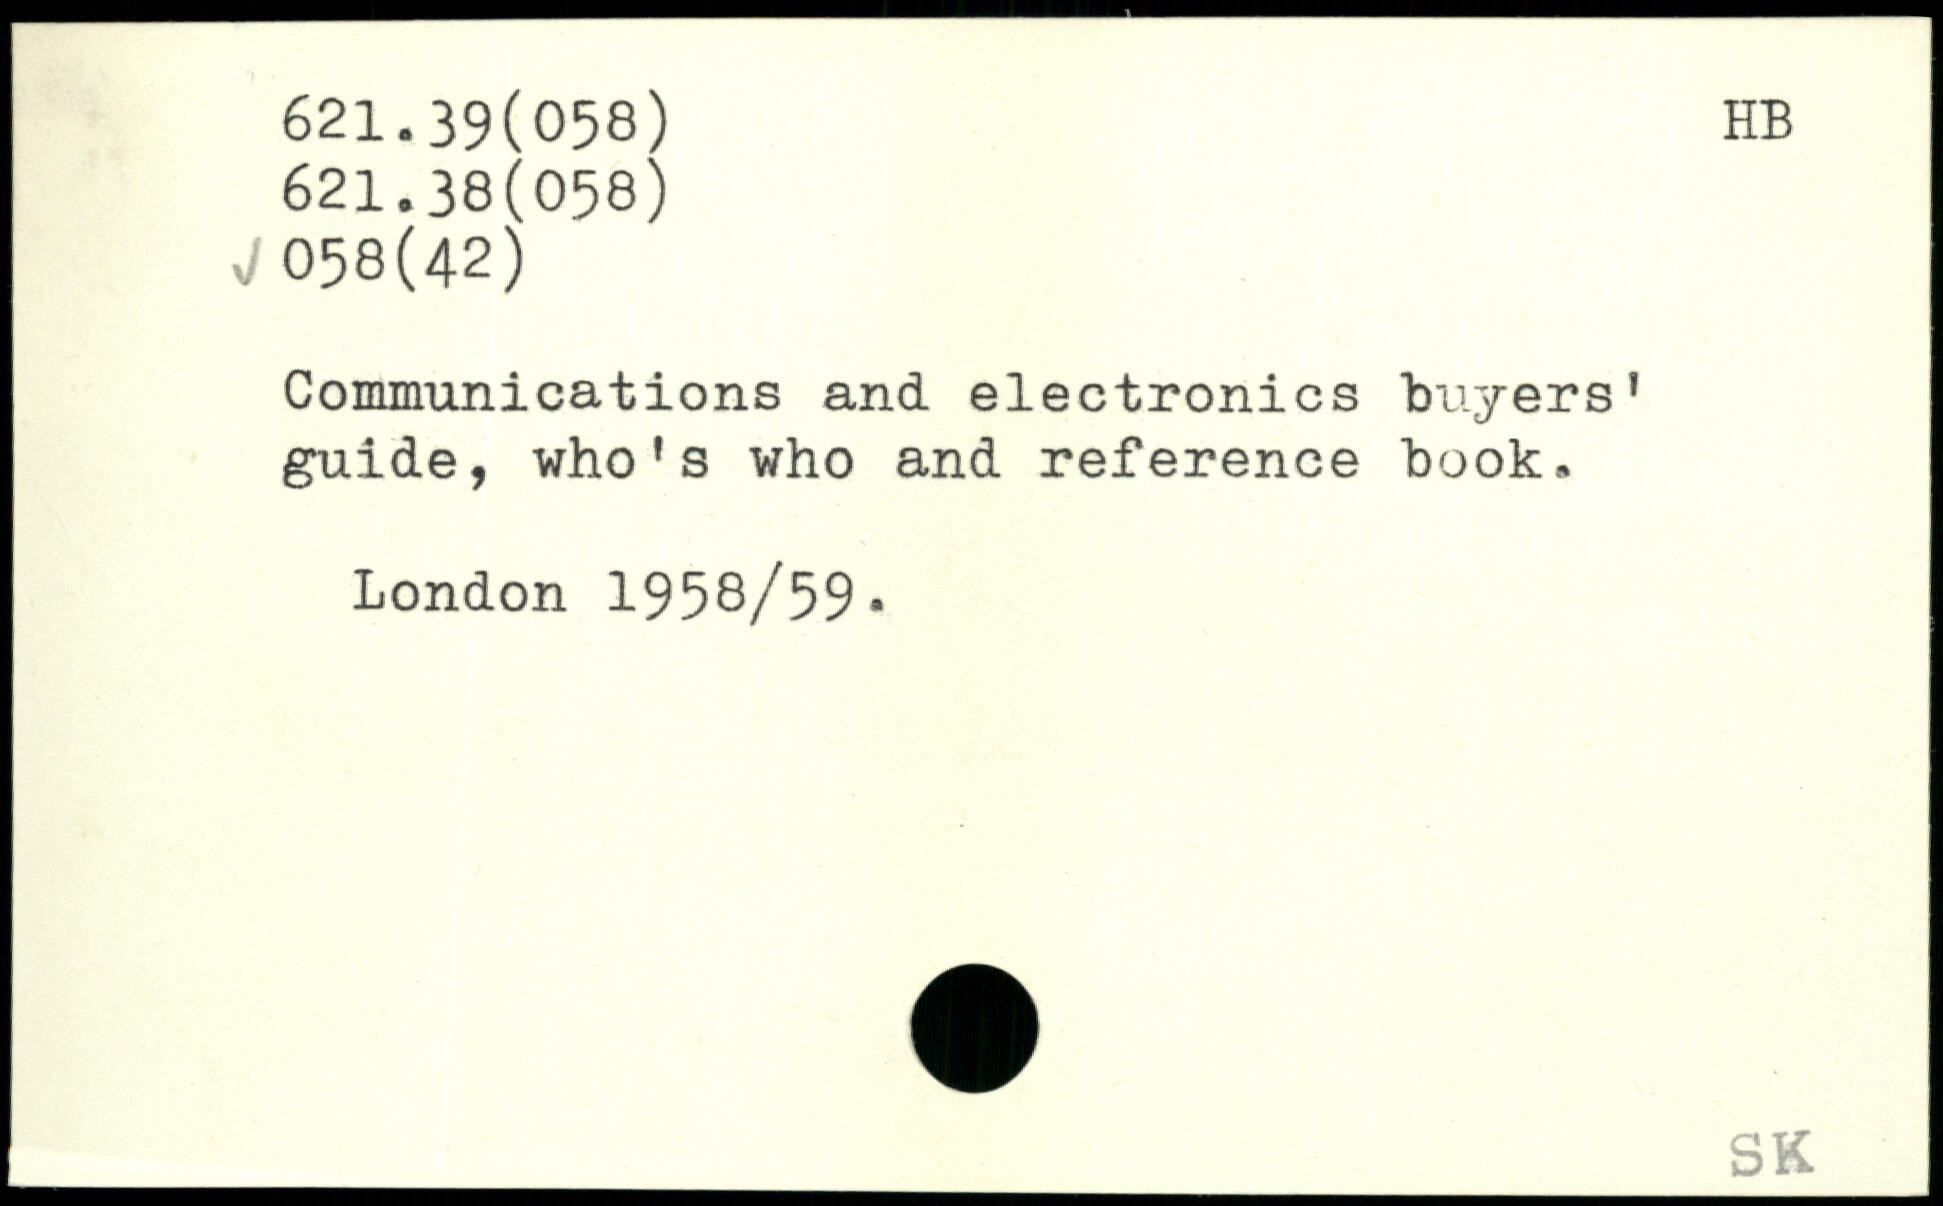 621.39(058) HB
621.38(058)
✓ 058(42)
Communications and electronics buyers'
guide, who's who and reference book.
London 1958/59.
SK